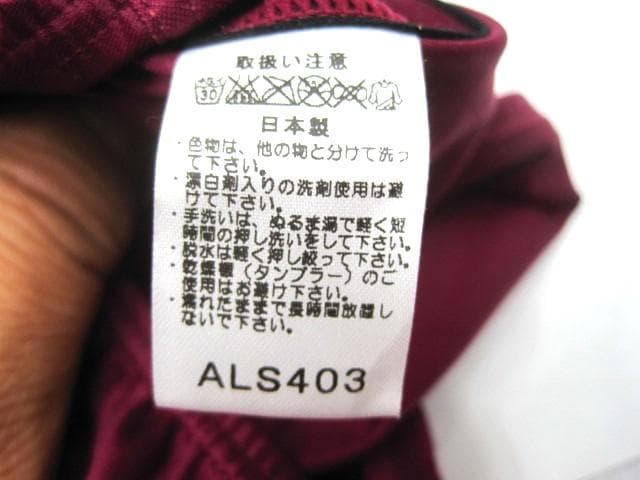 取扱い注意
30
日本製
・色物は、他の物と分けて洗っ
て下さい。
・漂白剤入りの洗剤使用は避
けて下さい。
・手洗いは、ぬるま湯で軽く短
時間の押し洗いをして下さい。
・脱水は軽く押し絞って下さい。
・乾燥機（タンブラー）のご
使用はお避け下さい。
・濡れたままで長時間放置し
ないで下さい。
ALS403